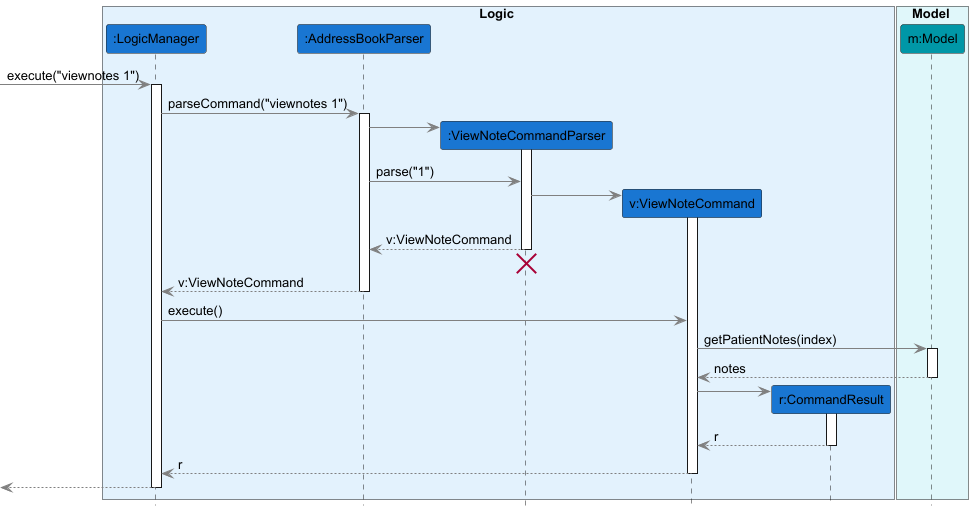 Logic
Model
:LogicManager
:AddressBookParser
m:Model
execute("viewnotes 1")
parseCommand("viewnotes 1")
:ViewNoteCommandParser
parse("1")
v:ViewNoteCommand
v:ViewNoteCommand
v:ViewNoteCommand
execute()
getPatientNotes(index)
notes
r:CommandResult
r
r